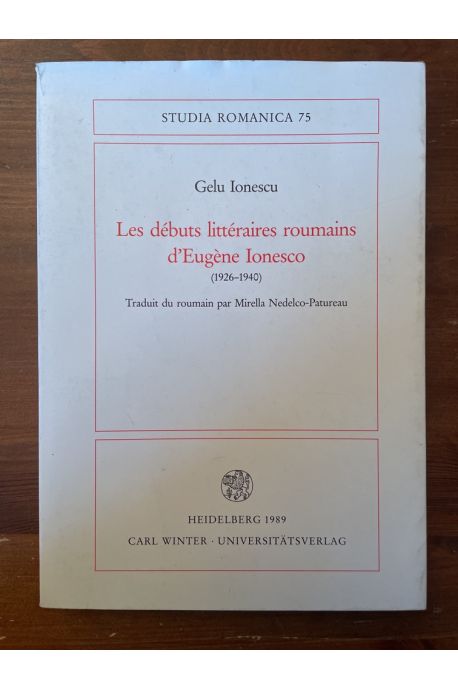 STUDIA ROMANICA 75
Gelu Ionescu
Les débuts littéraires roumains
d'Eugène Ionesco
(1926–1940)
Traduit du roumain par Mirella Nedelco-Patureau
HEIDELBERG 1989
CARL WINTER · UNIVERSITÄTSVERLAG